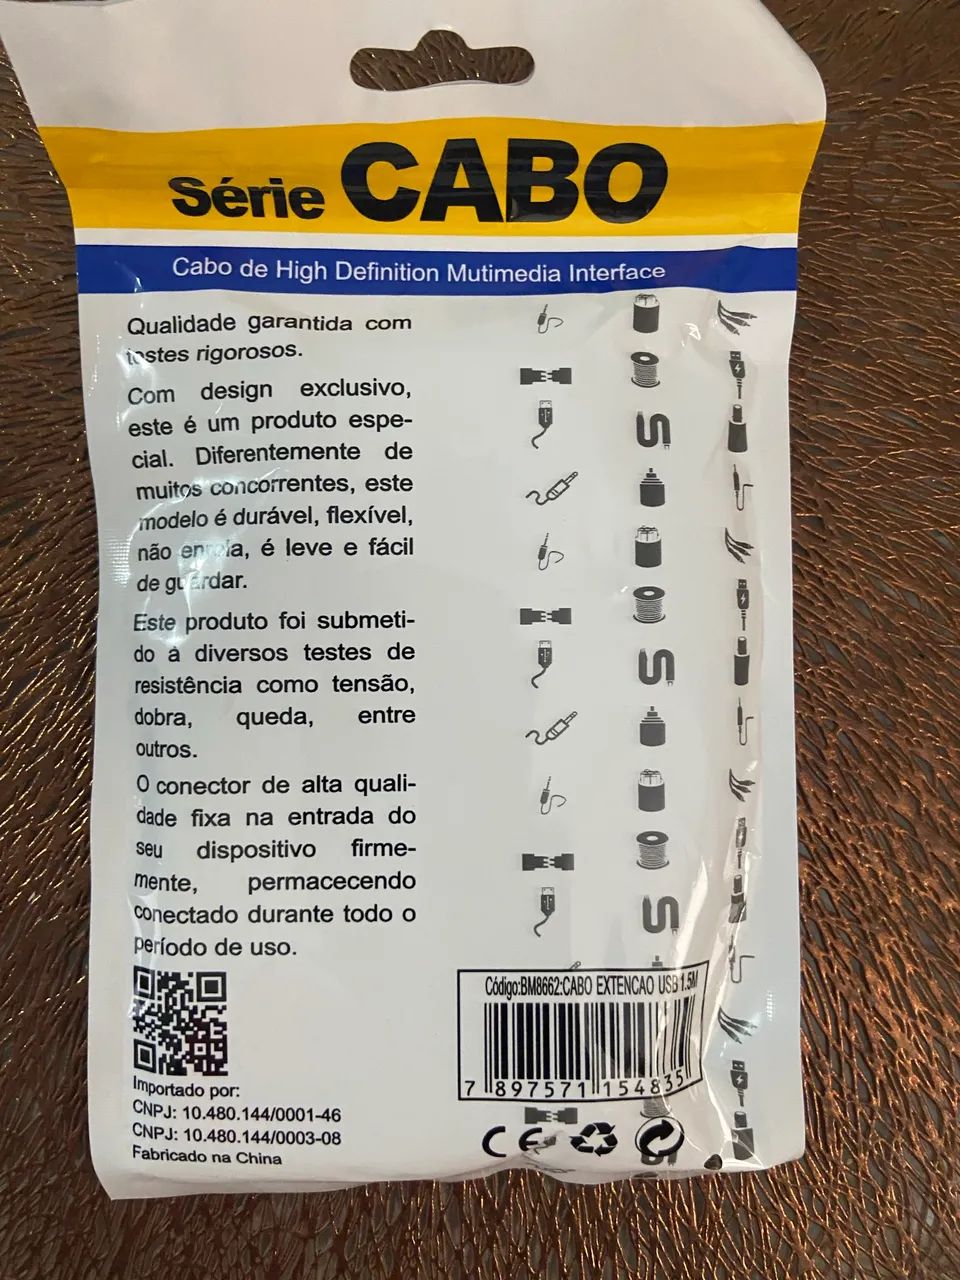 Série CABO
Cabo de High Definition Mutimedia Interface
Qualidade garantida com
testes rigorosos.
Com design exclusivo,
este é um produto espe-
cial. Diferentemente de
muitos concorrentes, este
modelo é durável, flexível,
não enrola, é leve e fácil
de guardar.
Este produto foi submeti-
do a diversos testes de
resistência como tensão,
dobra, queda, entre
outros.
O conector de alta quali-
dade fixa na entrada do
seu dispositivo firme-
mente, permacecendo
conectado durante todo o
período de uso.
Código:BM8662:CABO EXTENCAO USB 1.5M
7 897571 154835
Importado por:
CNPJ: 10.480.144/0001-46
CNPJ: 10.480.144/0003-08
Fabricado na China
CE